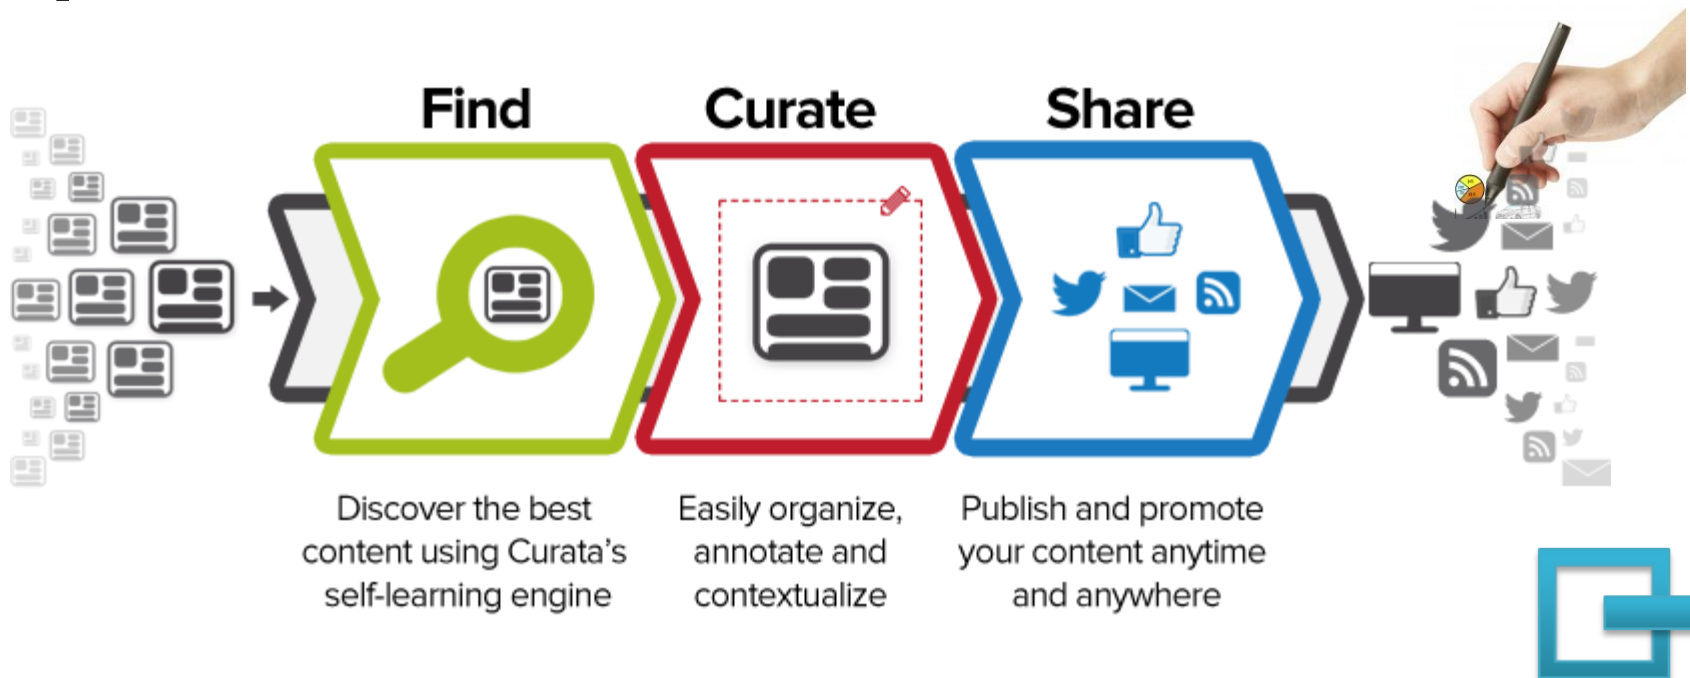 Find
Curate
Share
Discover the best
content using Curata's
self-learning engine
Easily organize,
annotate and
contextualize
Publish and promote
your content anytime
and anywhere